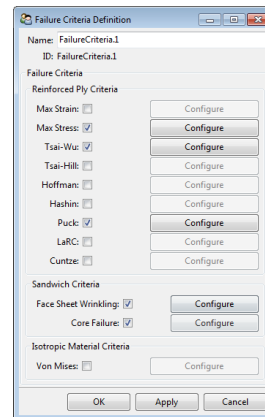 Failure Criteria Definition
Name: FailureCriteria.1
ID: FailureCriteria.1
Failure Criteria
Reinforced Ply Criteria
Max Strain: Configure
Max Stress: Configure
Tsai-Wu: Configure
Tsai-Hill: Configure
Hoffman: Configure
Hashin: Configure
Puck: Configure
LaRC: Configure
Cuntze: Configure
Sandwich Criteria
Face Sheet Wrinkling: Configure
Core Failure: Configure
Isotropic Material Criteria
Von Mises: Configure
OK Apply Cancel